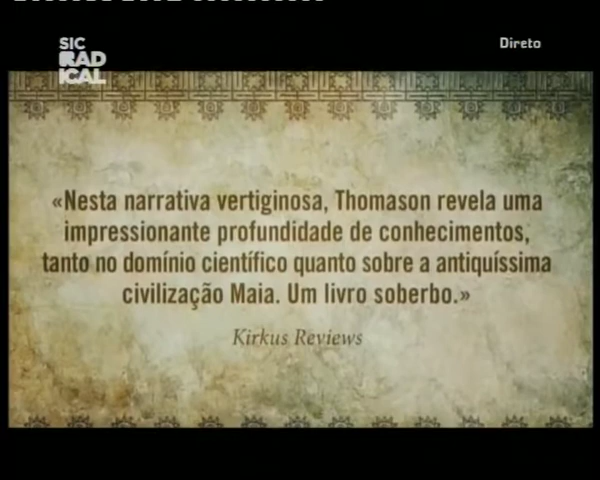 SIC
RAD
ICAL
Direto
«Nesta narrativa vertiginosa, Thomason revela uma
impressionante profundidade de conhecimentos,
tanto no domínio científico quanto sobre a antiquíssima
civilização Maia. Um livro soberbo.»
Kirkus Reviews